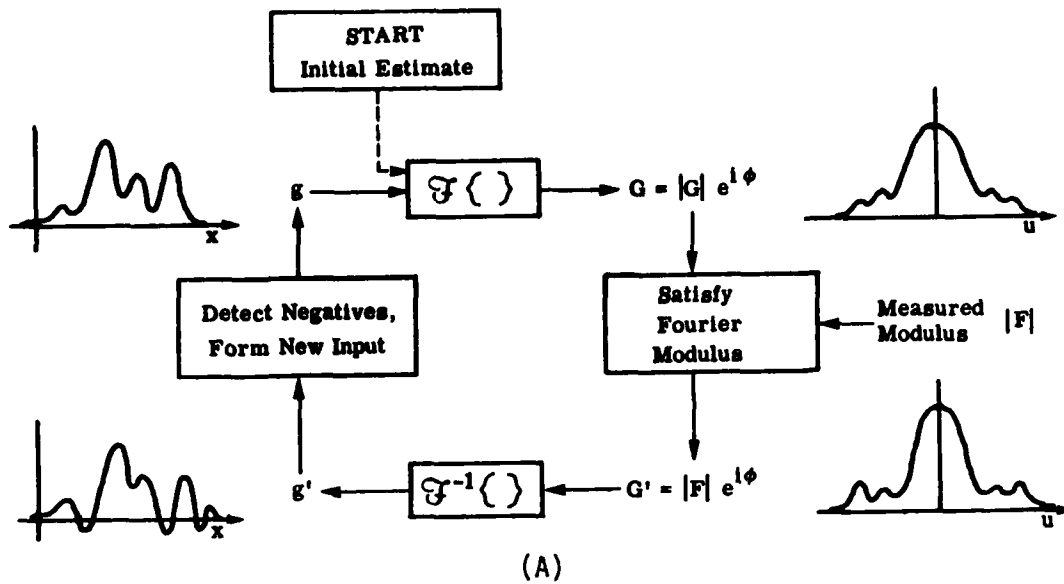 START
Initial Estimate
g
ℱ{ }
G = |G| e^{iφ}
x
u
Detect Negatives,
Form New Input
Satisfy
Fourier
Modulus
Measured
Modulus |F|
g'
ℱ⁻¹{ }
G' = |F| e^{iφ}
x
u
(A)